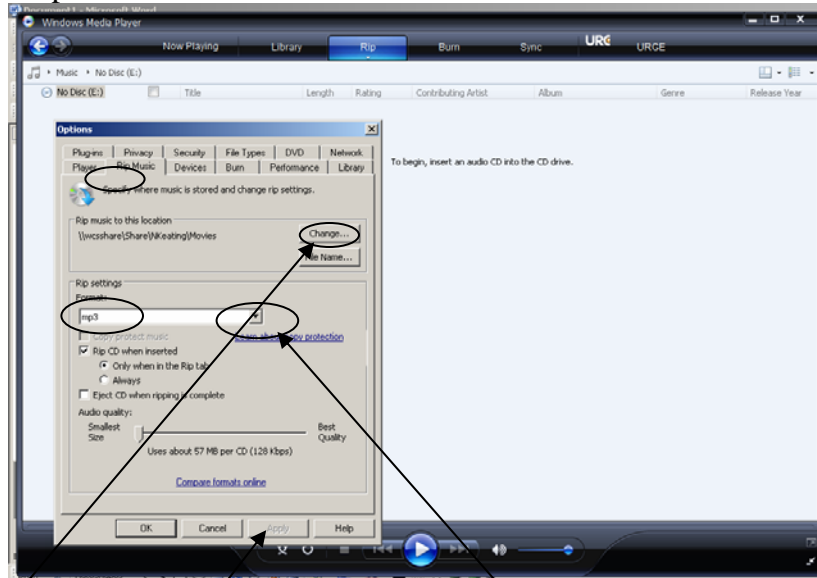 Document1 - Microsoft Word
Windows Media Player
Now Playing Library Rip Burn Sync URGE URGE
Music No Disc (E:)
No Disc (E:) Title Length Rating Contributing Artist Album Genre Release Year
Options
Plug-ins Privacy Security File Types DVD Network
Player Rip Music Devices Burn Performance Library
Specify where music is stored and change rip settings.
To begin, insert an audio CD into the CD drive.
Rip music to this location
\\wcsshare\Share\NKeating\Movies
Change...
File Name...
Rip settings
Format:
mp3
Copy protect music Learn about copy protection
Rip CD when inserted
Only when in the Rip tab
Always
Eject CD when ripping is complete
Audio quality:
Smallest Size
Best Quality
Uses about 57 MB per CD (128 Kbps)
Compare formats online
OK Cancel Apply Help